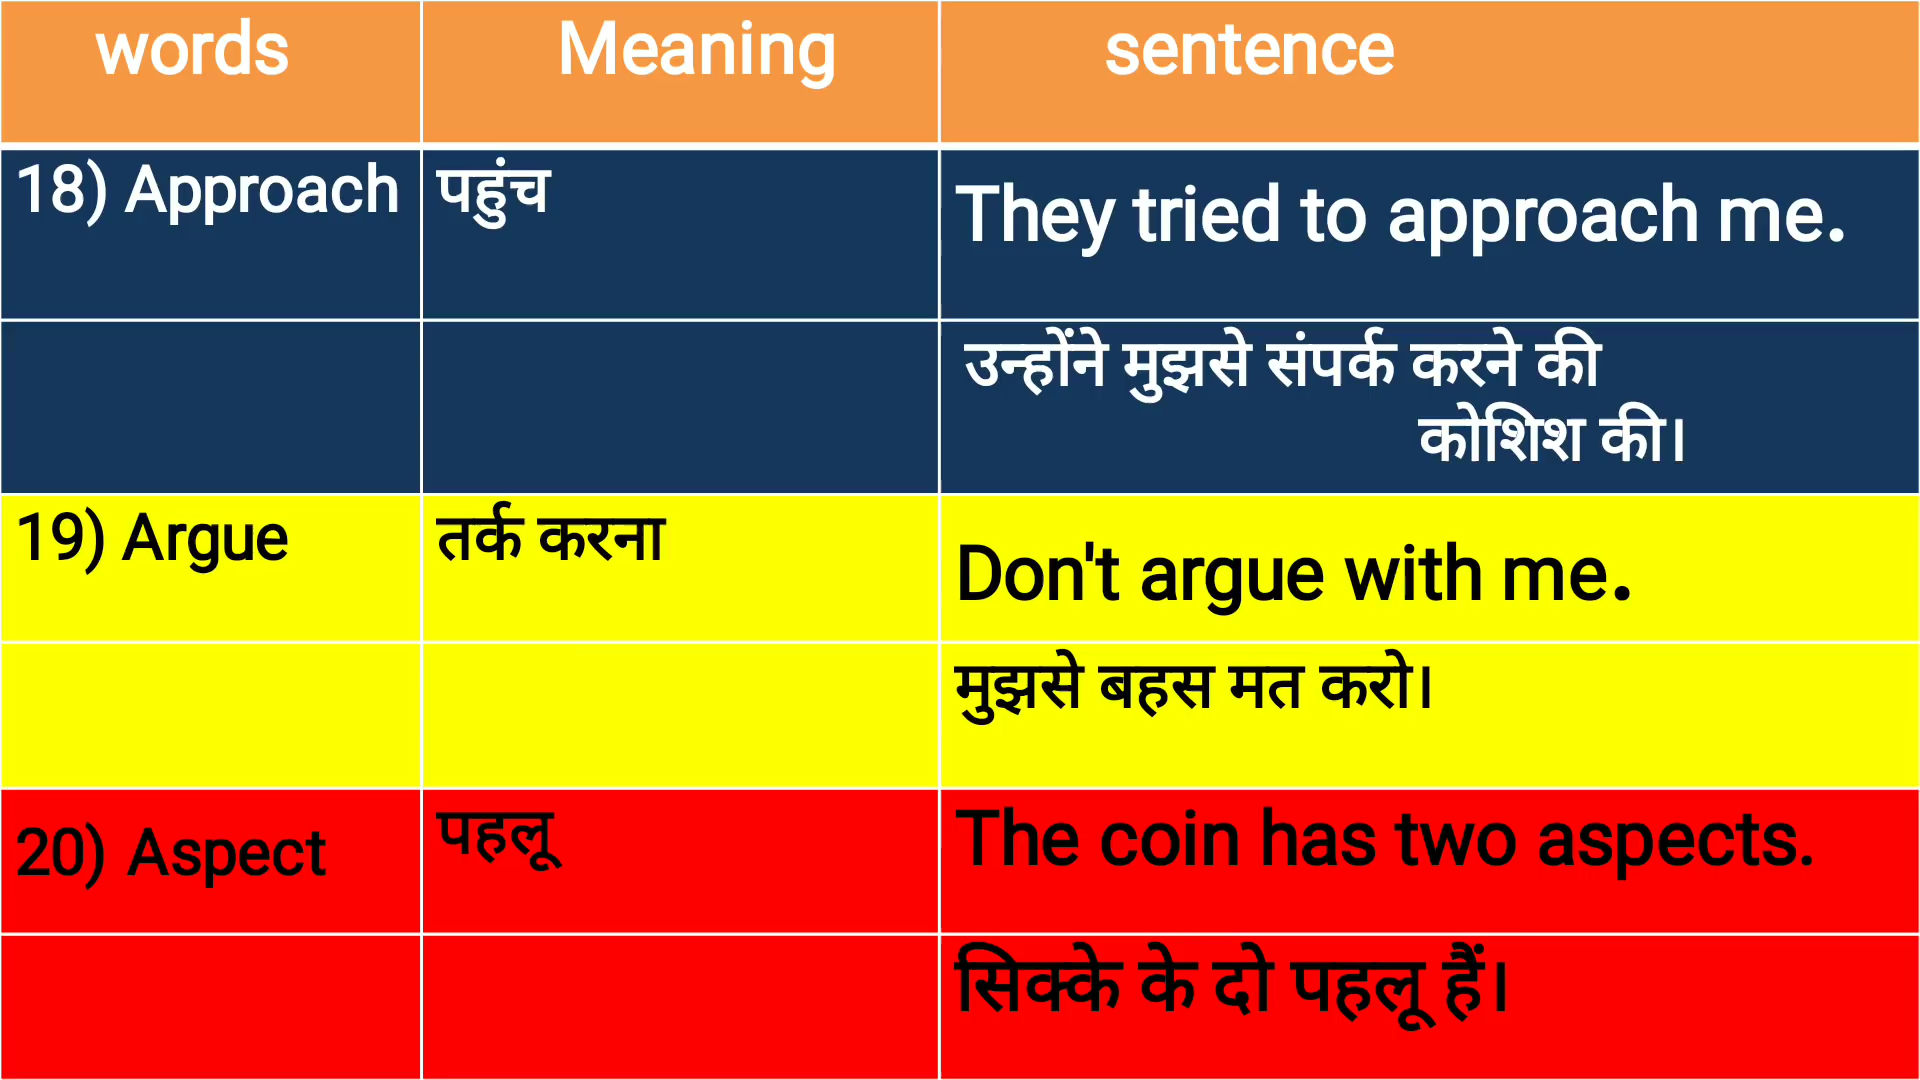 words Meaning sentence
18) Approach पहुंच They tried to approach me.
उन्होंने मुझसे संपर्क करने की
कोशिश की।
19) Argue तर्क करना Don't argue with me.
मुझसे बहस मत करो।
20) Aspect पहलू The coin has two aspects.
सिक्के के दो पहलू हैं।